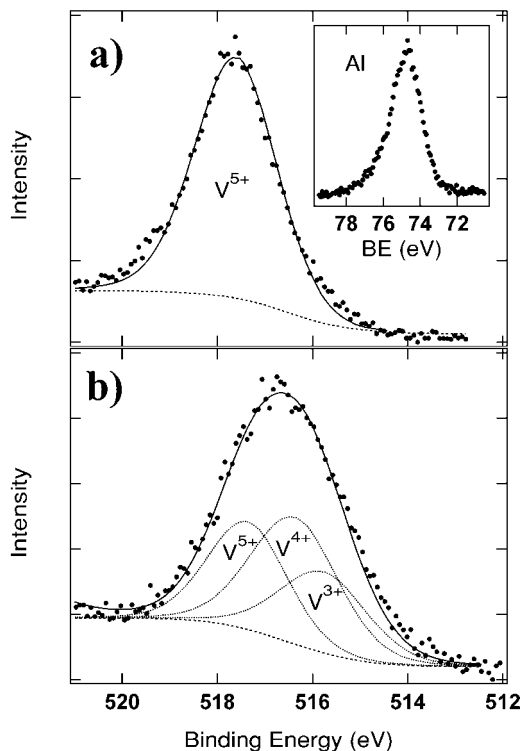 a)
Intensity
V5+
Al
78 76 74 72
BE (eV)
b)
Intensity
V5+
V4+
V3+
520 518 516 514 512
Binding Energy (eV)